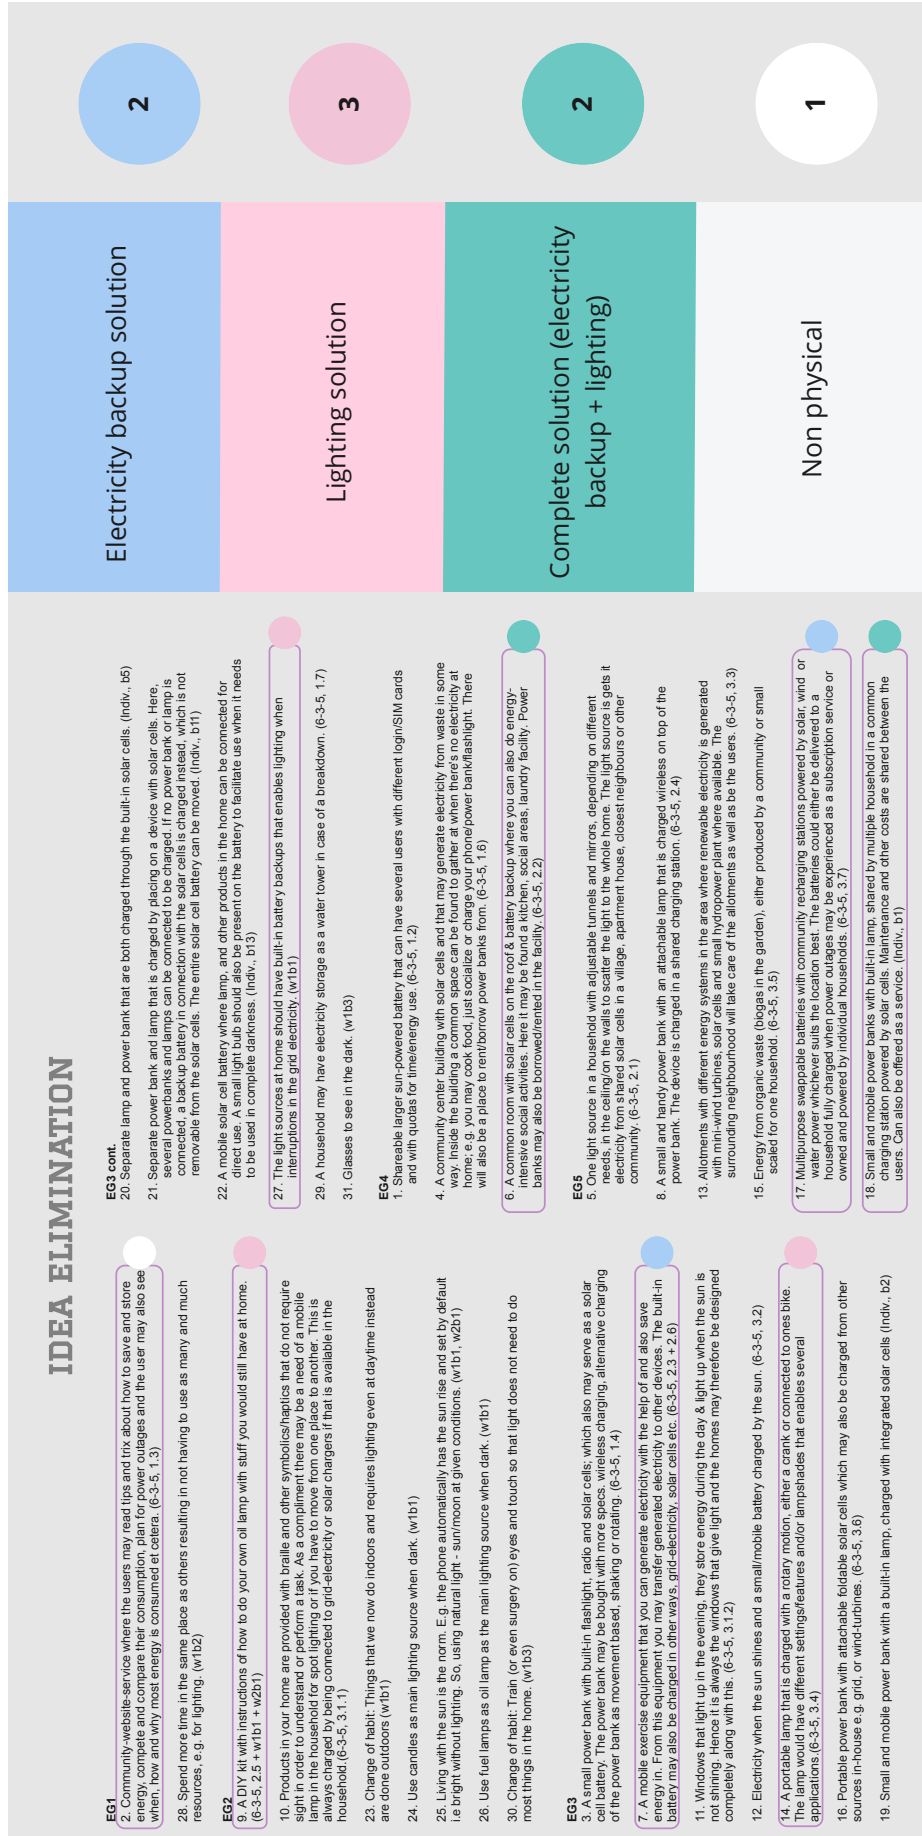 IDEA ELIMINATION
EG1
2. Community-website-service where the users may read tips and trix about how to save and store
energy, compete and compare their consumption, plan for power outages and the user may also see
when, how and why most energy is consumed et cetera. (6-3-5, 1.3)
28. Spend more time in the same place as others resulting in not having to use as many and much
resources, e.g. for lighting. (w1b2)
EG2
9. A DIY kit with instructions of how to do your own oil lamp with stuff you would still have at home.
(6-3-5, 2.5 + w1b1 + w2b1)
10. Products in your home are provided with braille and other symbolics/haptics that do not require
sight in order to understand or perform a task. As a compliment there may be a need of a mobile
lamp in the household for spot lighting or if you have to move from one place to another. This is
always charged by being connected to grid-electricity or solar chargers if that is available in the
household.(6-3-5, 3.1.1)
23. Change of habit: Things that we now do indoors and requires lighting even at daytime instead
are done outdoors (w1b1)
24. Use candles as main lighting source when dark. (w1b1)
25. Living with the sun is the norm. E.g. the phone automatically has the sun rise and set by default
i.e bright without lighting. So, using natural light - sun/moon at given conditions. (w1b1, w2b1)
26. Use fuel lamps as oil lamp as the main lighting source when dark. (w1b1)
30. Change of habit: Train (or even surgery on) eyes and touch so that light does not need to do
most things in the home. (w1b3)
EG3
3. A small power bank with built-in flashlight, radio and solar cells; which also may serve as a solar
cell battery. The power bank may be bought with more specs. wireless charging, alternative charging
of the power bank as movement based, shaking or rotating. (6-3-5, 1.4)
7. A mobile exercise equipment that you can generate electricity with the help of and also save
energy in. From this equipment you may transfer generated electricity to other devices. The built-in
battery may also be charged in other ways, grid-electricity, solar cells etc. (6-3-5, 2.3 + 2.6)
11. Windows that light up in the evening, they store energy during the day & light up when the sun is
not shining. Hence it is always the windows that give light and the homes may therefore be designed
completely along with this. (6-3-5, 3.1.2)
12. Electricity when the sun shines and a small/mobile battery charged by the sun. (6-3-5, 3.2)
14. A portable lamp that is charged with a rotary motion, either a crank or connected to ones bike.
The lamp would have different settings/features and/or lampshades that enables several
applications.(6-3-5, 3.4)
16. Portable power bank with attachable foldable solar cells which may also be charged from other
sources in-house e.g. grid, or wind-turbines. (6-3-5, 3.6)
19. Small and mobile power bank with a built-in lamp, charged with integrated solar cells (Indiv., b2)
EG3 cont.
20. Separate lamp and power bank that are both charged through the built-in solar cells. (Indiv., b5)
21. Separate power bank and lamp that is charged by placing on a device with solar cells. Here,
several powerbanks and lamps can be connected to be charged. If no power bank or lamp is
connected, a backup battery in connection with the solar cells is charged instead, which is not
removable from the solar cells. The entire solar cell battery can be moved. (Indiv., b11)
22. A mobile solar cell battery where lamp, and other products in the home can be connected for
direct use. A small light bulb should also be present on the battery to facilitate use when it needs
to be used in complete darkness. (Indiv., b13)
27. The light sources at home should have built-in battery backups that enables lighting when
interruptions in the grid electricity. (w1b1)
29. A household may have electricity storage as a water tower in case of a breakdown. (6-3-5, 1.7)
31. Glasses to see in the dark. (w1b3)
EG4
1. Shareable larger sun-powered battery that can have several users with different login/SIM cards
and with quotas for time/energy use. (6-3-5, 1.2)
4. A community center building with solar cells and that may generate electricity from waste in some
way. Inside the building a common space can be found to gather at when there's no electricity at
home; e.g. you may cook food, just socialize or charge your phone/power bank/flashlight. There
will also be a place to rent/borrow power banks from. (6-3-5, 1.6)
6. A common room with solar cells on the roof & battery backup where you can also do energy-
intensive social activities. Here it may be found a kitchen, social areas, laundry facility. Power
banks may also be borrowed/rented in the facility. (6-3-5, 2.2)
EG5
5. One light source in a household with adjustable tunnels and mirrors, depending on different
needs, in the ceiling/on the walls to scatter the light to the whole home. The light source is gets it
electricity from shared solar cells in a village, apartment house, closest neighbours or other
community. (6-3-5, 2.1)
8. A small and handy power bank with an attachable lamp that is charged wireless on top of the
power bank. The device is charged in a shared charging station. (6-3-5, 2.4)
13. Allotments with different energy systems in the area where renewable electricity is generated
with mini-wind turbines, solar cells and small hydropower plant where available. The
surrounding neighbourhood will take care of the allotments as well as be the users. (6-3-5, 3.3)
15. Energy from organic waste (biogas in the garden), either produced by a community or small
scaled for one household. (6-3-5, 3.5)
17. Multipurpose swappable batteries with community recharging stations powered by solar, wind or
water power whichever suits the location best. The batteries could either be delivered to a
household fully charged when power outages may be experienced as a subscription service or
owned and powered by individual households. (6-3-5, 3.7)
18. Small and mobile power banks with built-in lamp, shared by multiple household in a common
charging station powered by solar cells. Maintenance and other costs are shared between the
users. Can also be offered as a service. (Indiv., b1)
Electricity backup solution
2
Lighting solution
3
Complete solution (electricity
backup + lighting)
2
Non physical
1